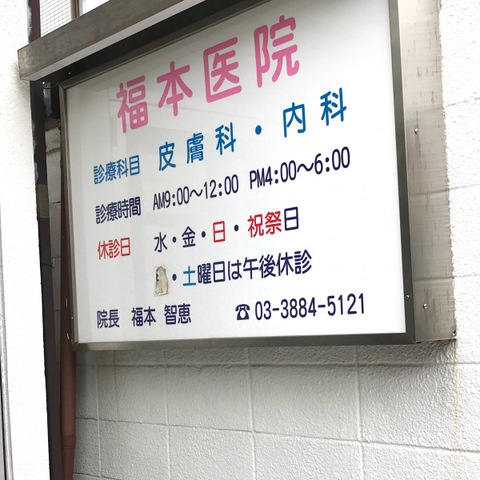 福本医院
診療科目 皮膚科・内科
診療時間 AM9:00〜12:00 PM4:00〜6:00
休診日 水・金・日・祝祭日
・土曜日は午後休診
院長 福本 智恵 ☎03-3884-5121